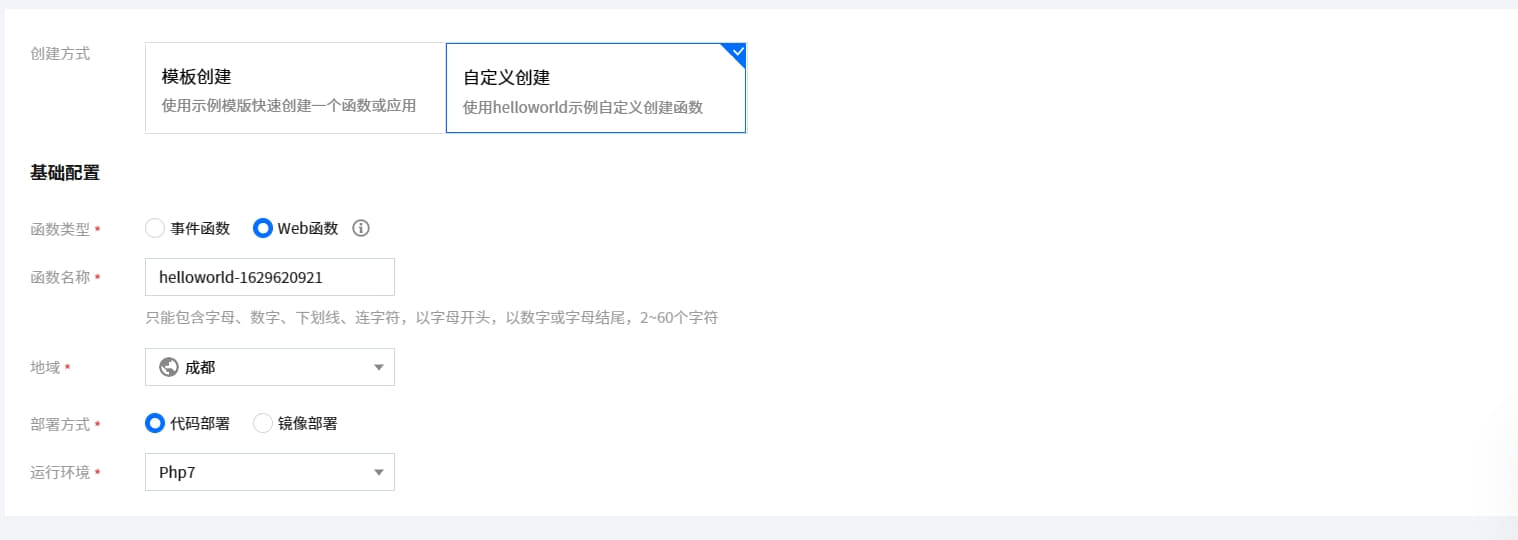 创建方式
模板创建
使用示例模版快速创建一个函数或应用
自定义创建
使用helloworld示例自定义创建函数
基础配置
函数类型 *
事件函数 Web函数
函数名称 *
helloworld-1629620921
只能包含字母、数字、下划线、连字符，以字母开头，以数字或字母结尾，2~60个字符
地域 *
成都
部署方式 *
代码部署 镜像部署
运行环境 *
Php7